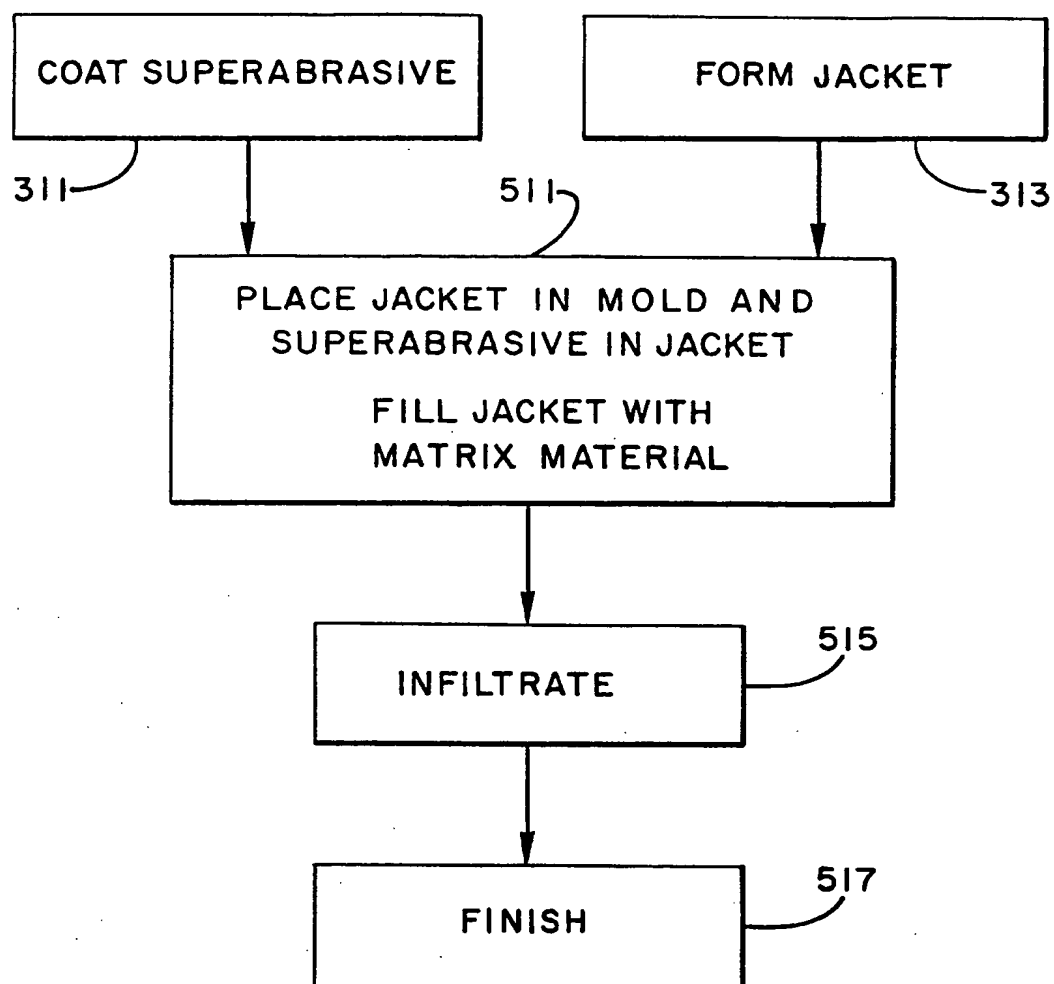 COAT SUPERABRASIVE
FORM JACKET
311
511
313
PLACE JACKET IN MOLD AND
SUPERABRASIVE IN JACKET
FILL JACKET WITH
MATRIX MATERIAL
515
INFILTRATE
517
FINISH